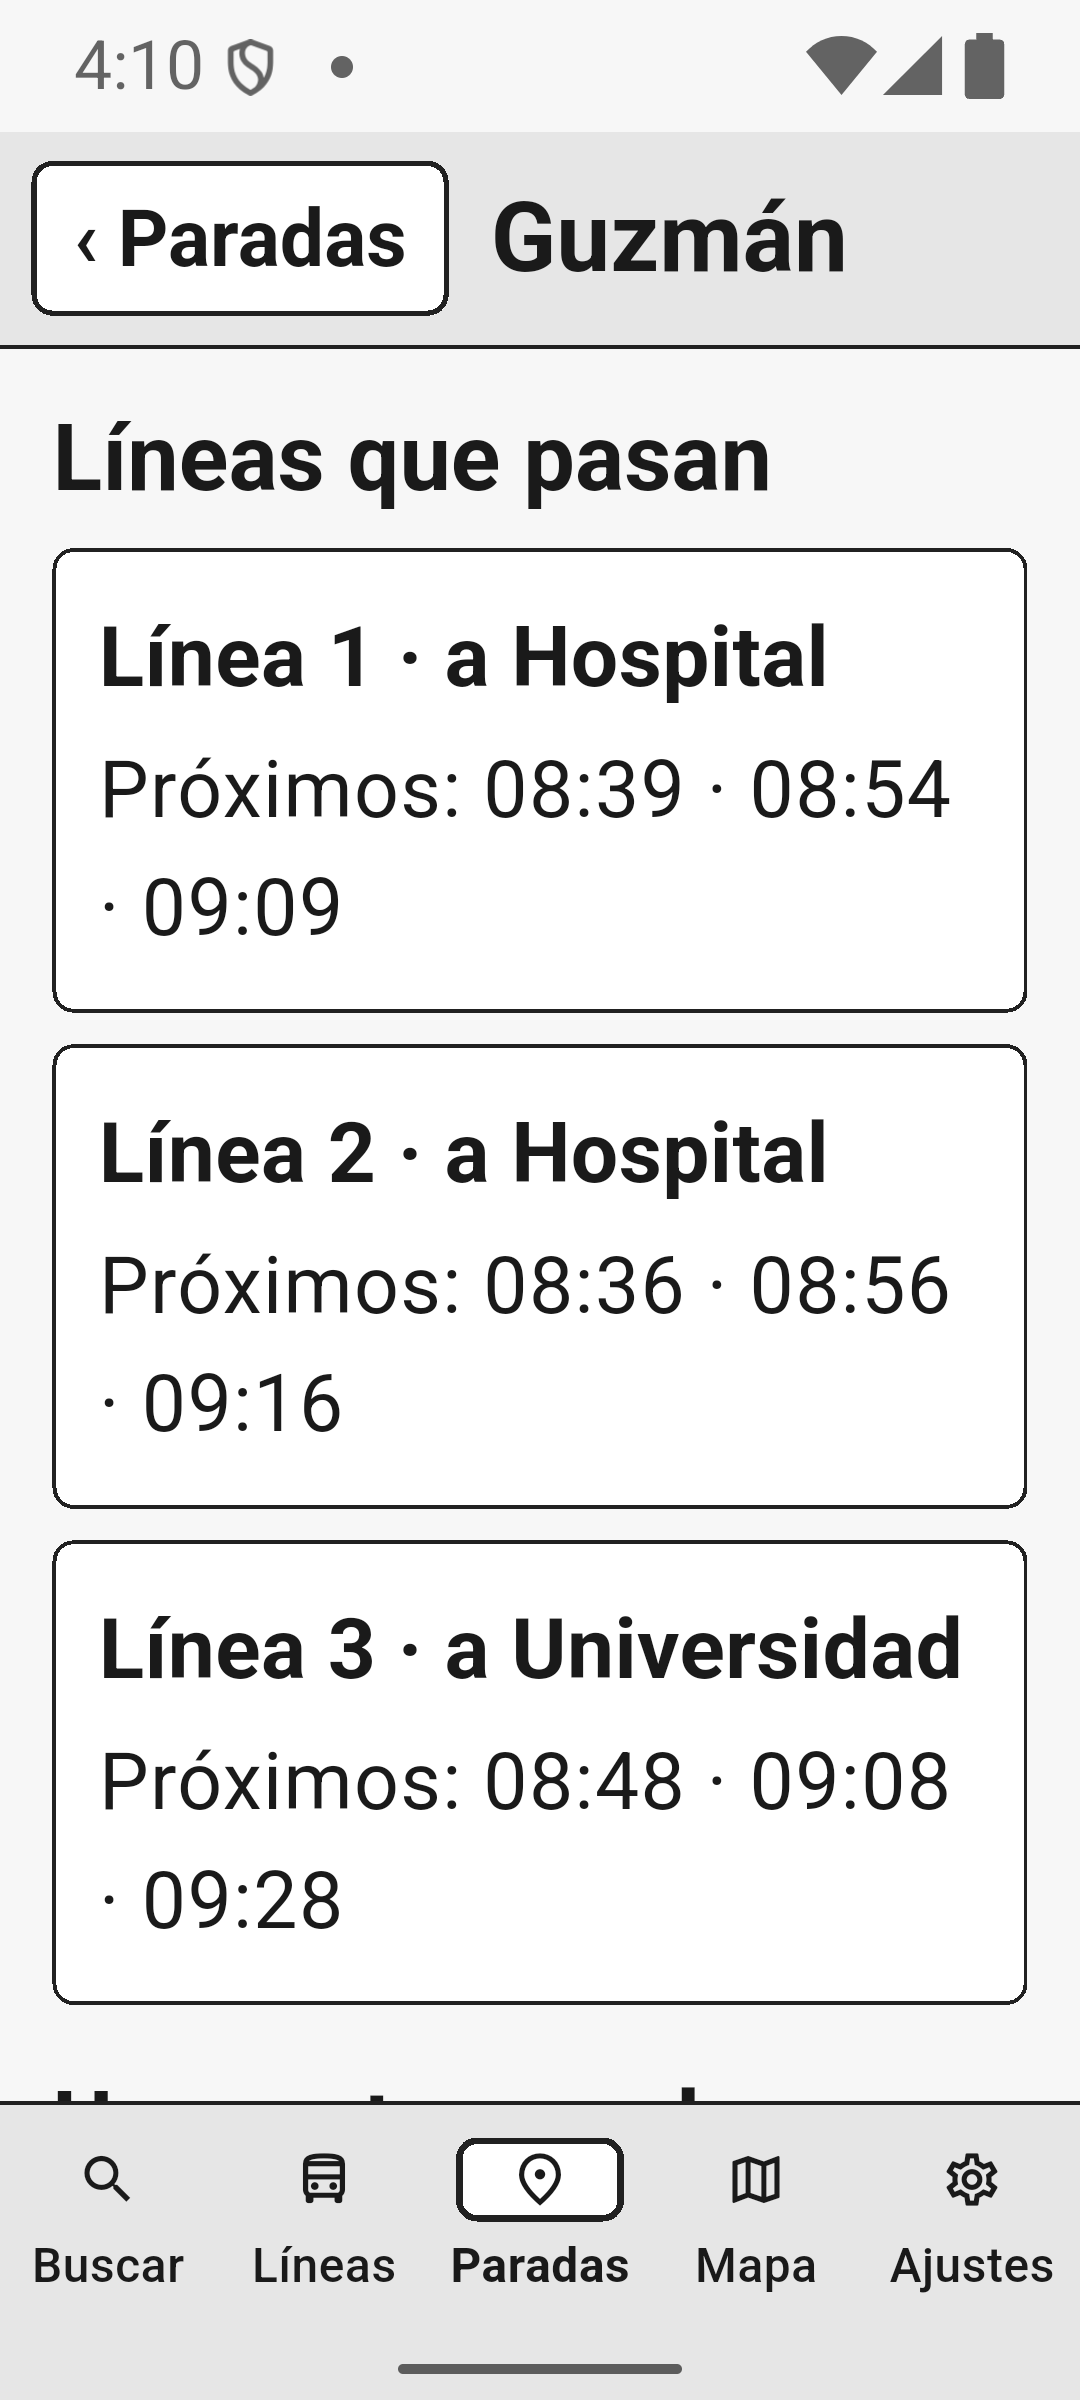 4:10
‹ Paradas
Guzmán
Líneas que pasan
Línea 1 · a Hospital
Próximos: 08:39 · 08:54
· 09:09
Línea 2 · a Hospital
Próximos: 08:36 · 08:56
· 09:16
Línea 3 · a Universidad
Próximos: 08:48 · 09:08
· 09:28
Buscar
Líneas
Paradas
Mapa
Ajustes